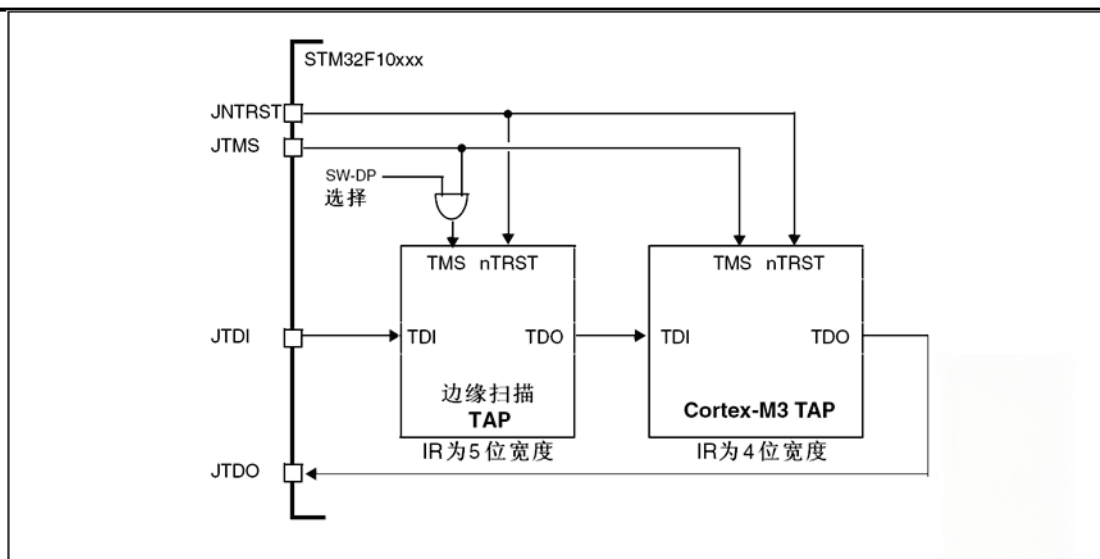 STM32F10xxx
JNTRST
JTMS
SW-DP
选择
TMS nTRST
TMS nTRST
JTDI
TDI
TDO
TDI
TDO
边缘扫描
TAP
Cortex-M3 TAP
IR为5位宽度
IR为4位宽度
JTDO